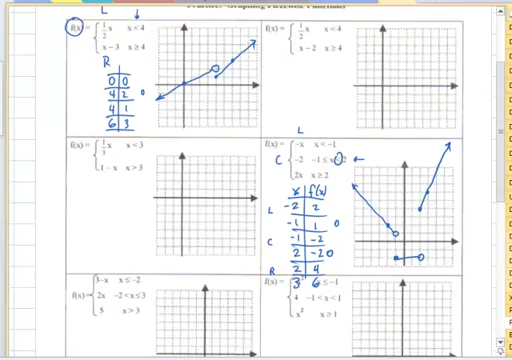 Practice: Graphing Piecewise Functions
L ↓
f(x) = { 1/2 x x < 4
x − 3 x ≥ 4
R
0 0
4 2 0
4 1
6 3
f(x) = { 1/2 x x < 4
x − 2 x ≥ 4
f(x) = { 1/3 x x < 3
1 − x x > 3
L
f(x) = { −x x < −1
C −2 −1 ≤ x < 2 ←
2x x ≥ 2
x f(x)
L −2 2
−1 1 0
C −1 −2
2 −2 0
R 2 4
3 6
f(x) = { 3−x x ≤ −2
2x −2 < x ≤ 3
5 x > 3
f(x) = { x ≤ −1
4 −1 < x < 1
x² x ≥ 1